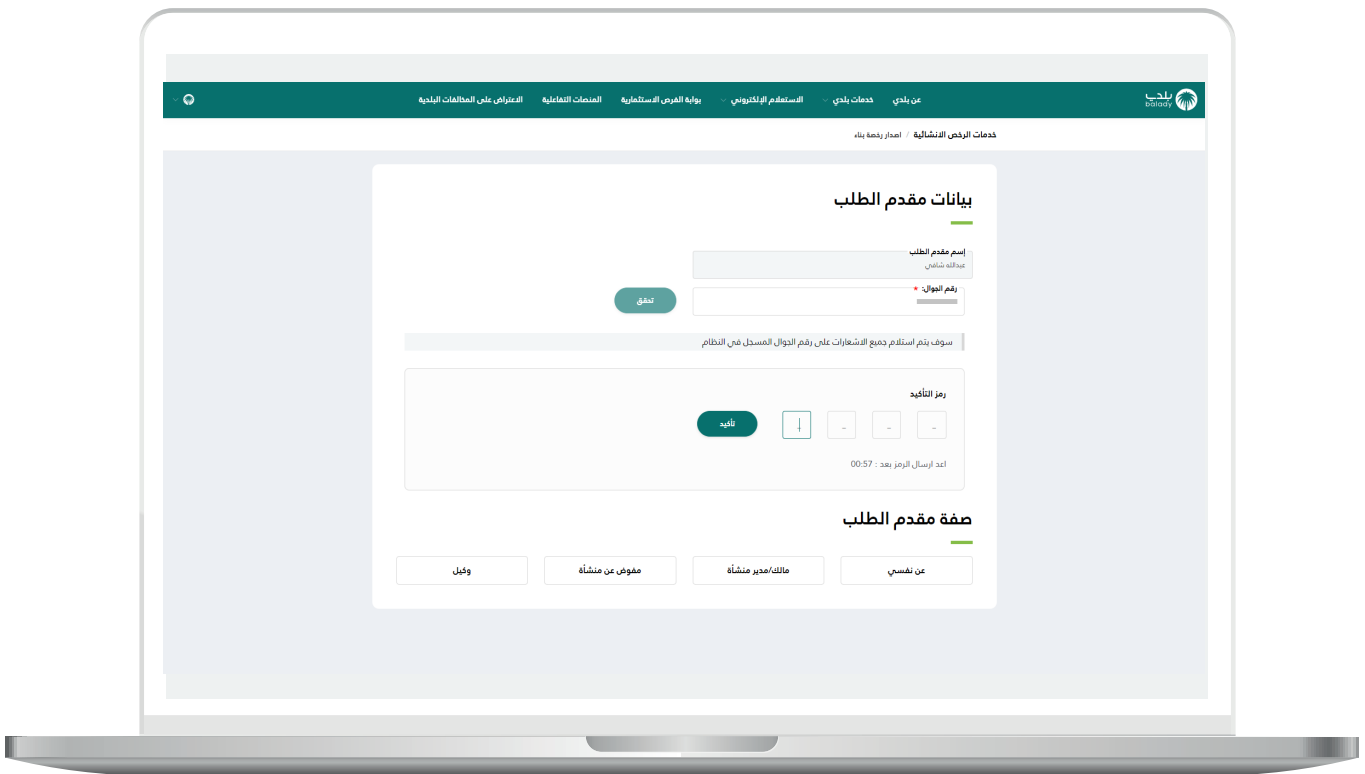 بلدي
balady
عن بلدي
خدمات بلدي
الاستعلام الإلكتروني
بوابة الفرص الاستثمارية
المنصات التفاعلية
الاعتراض على المخالفات البلدية
خدمات الرخص الانشائية / اصدار رخصة بناء
بيانات مقدم الطلب
إسم مقدم الطلب
عبدالله شافي
رقم الجوال: *
تحقق
سوف يتم استلام جميع الاشعارات على رقم الجوال المسجل في النظام
رمز التأكيد
تأكيد
اعد ارسال الرمز بعد : 00:57
صفة مقدم الطلب
عن نفسي
مالك/مدير منشأة
مفوض عن منشأة
وكيل